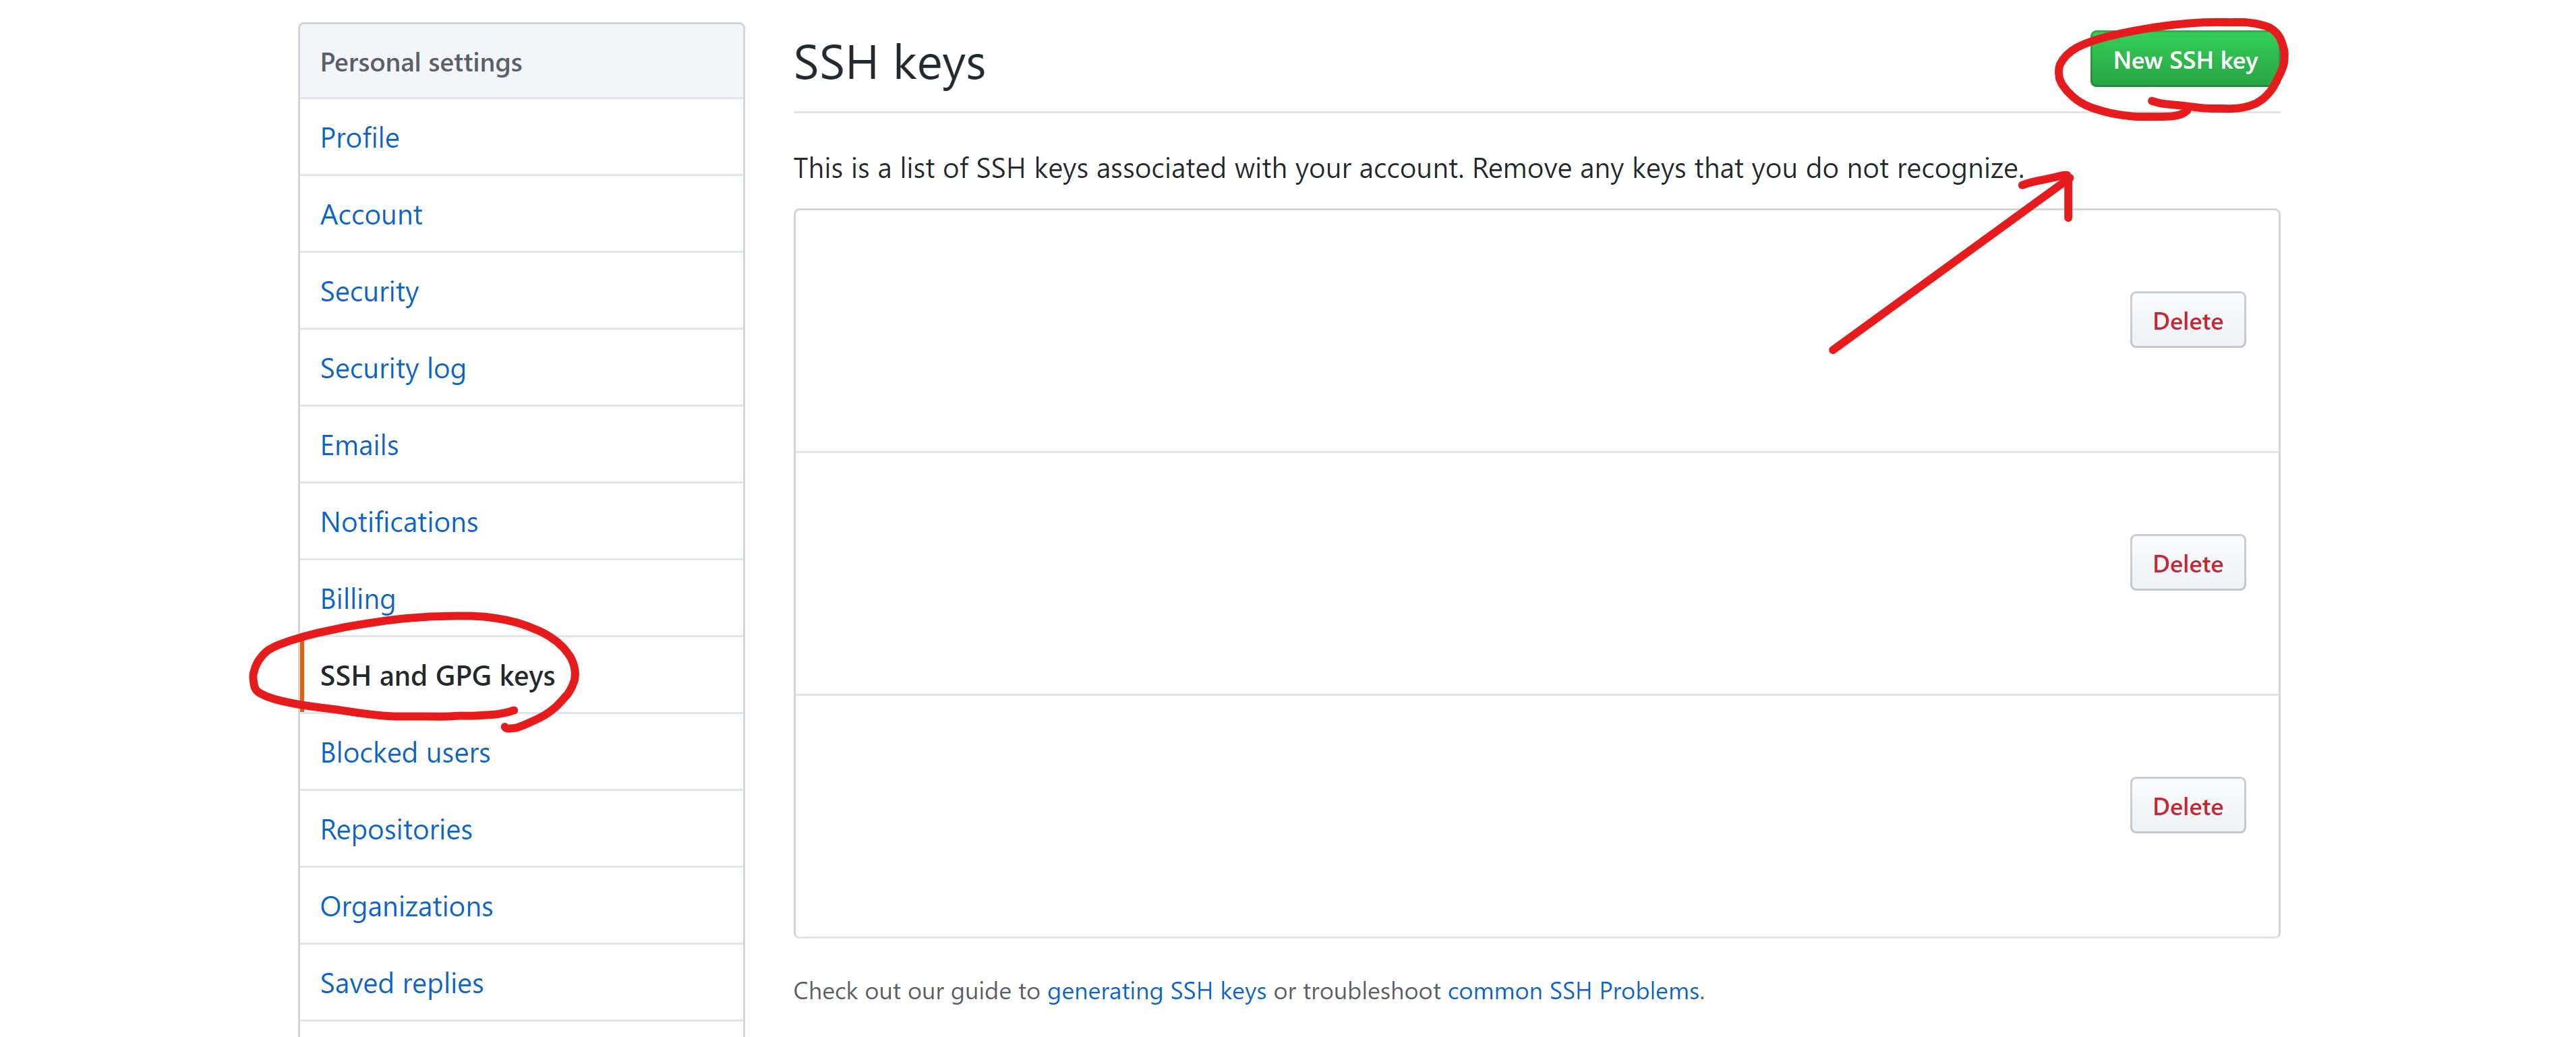 Personal settings
Profile
Account
Security
Security log
Emails
Notifications
Billing
SSH and GPG keys
Blocked users
Repositories
Organizations
Saved replies
SSH keys
New SSH key
This is a list of SSH keys associated with your account. Remove any keys that you do not recognize.
Delete
Delete
Delete
Check out our guide to generating SSH keys or troubleshoot common SSH Problems.